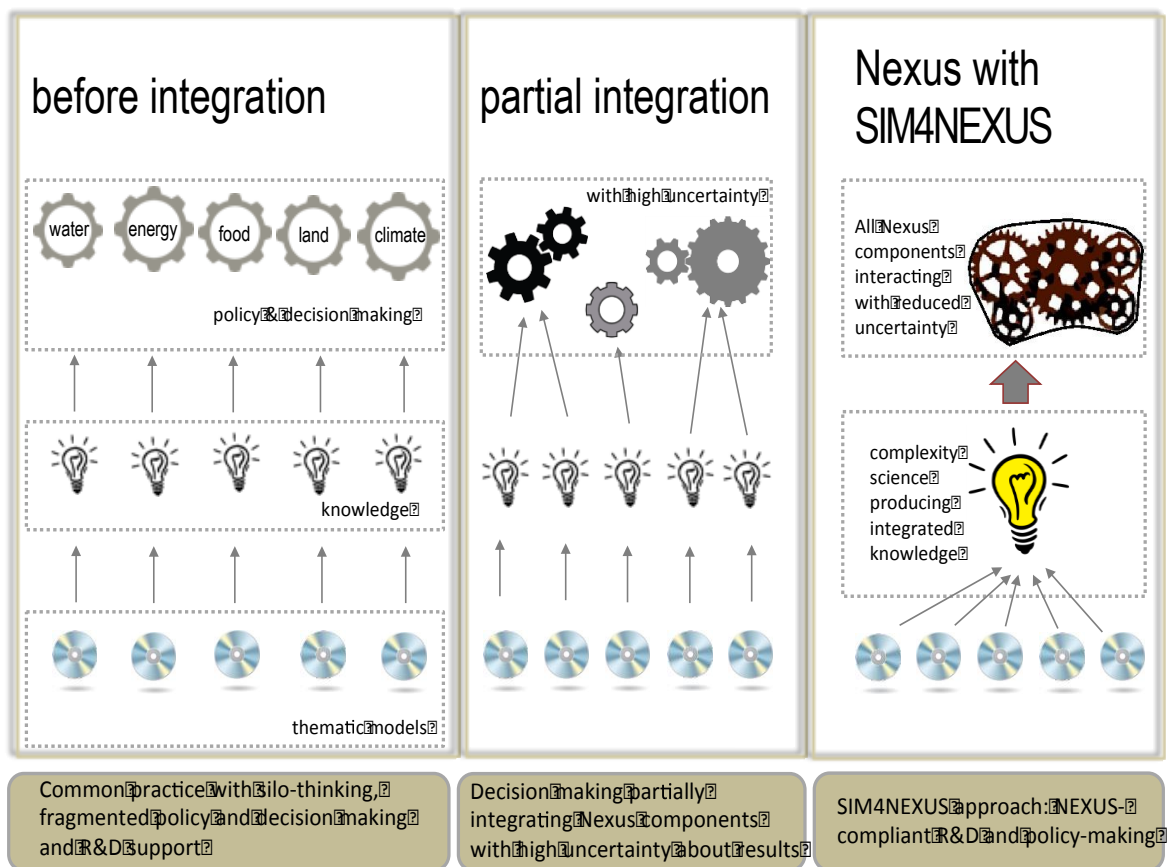 before integration
water
energy
food
land
climate
policy & decision making
knowledge
thematic models
Common practice with silo-thinking,
fragmented policy and decision making
and R&D support
partial integration
with high uncertainty
Decision making partially
integrating Nexus components
with high uncertainty about results
Nexus with
SIM4NEXUS
All Nexus
components
interacting
with reduced
uncertainty
complexity
science
producing
integrated
knowledge
SIM4NEXUS approach: NEXUS-
compliant R&D and policy-making